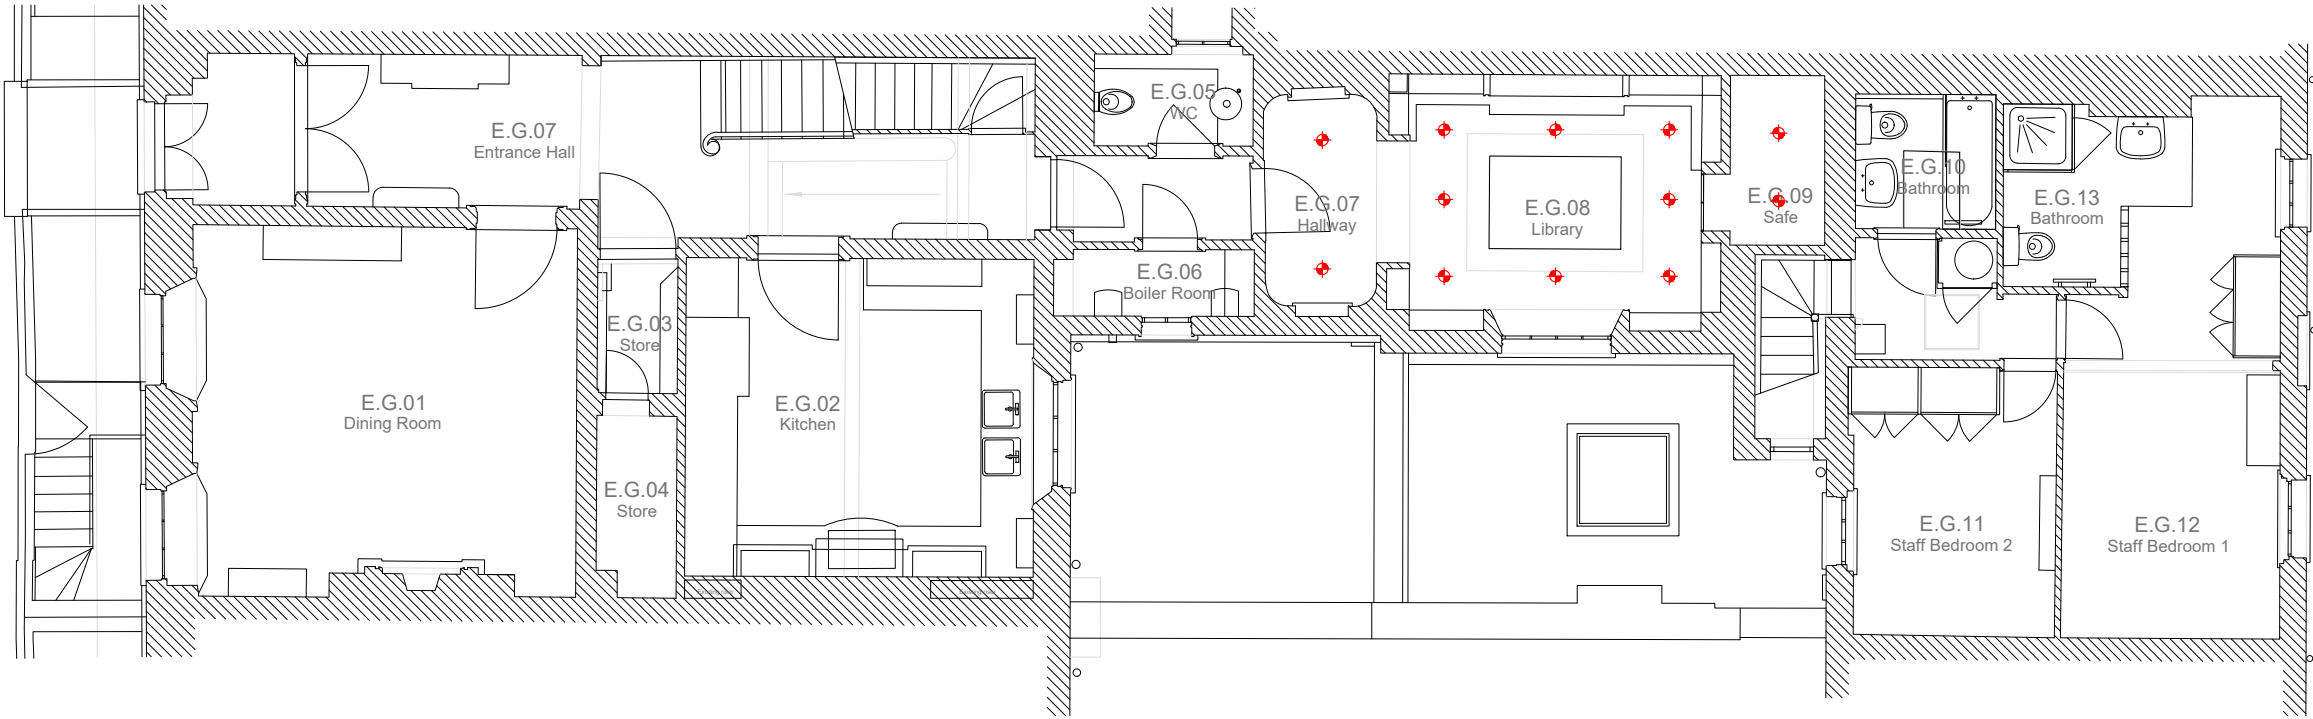 E.G.07
Entrance Hall
E.G.05
WC
E.G.07
Hallway
E.G.08
Library
E.G.09
Safe
E.G.10
Bathroom
E.G.13
Bathroom
E.G.06
Boiler Room
E.G.03
Store
E.G.01
Dining Room
E.G.02
Kitchen
E.G.04
Store
E.G.11
Staff Bedroom 2
E.G.12
Staff Bedroom 1